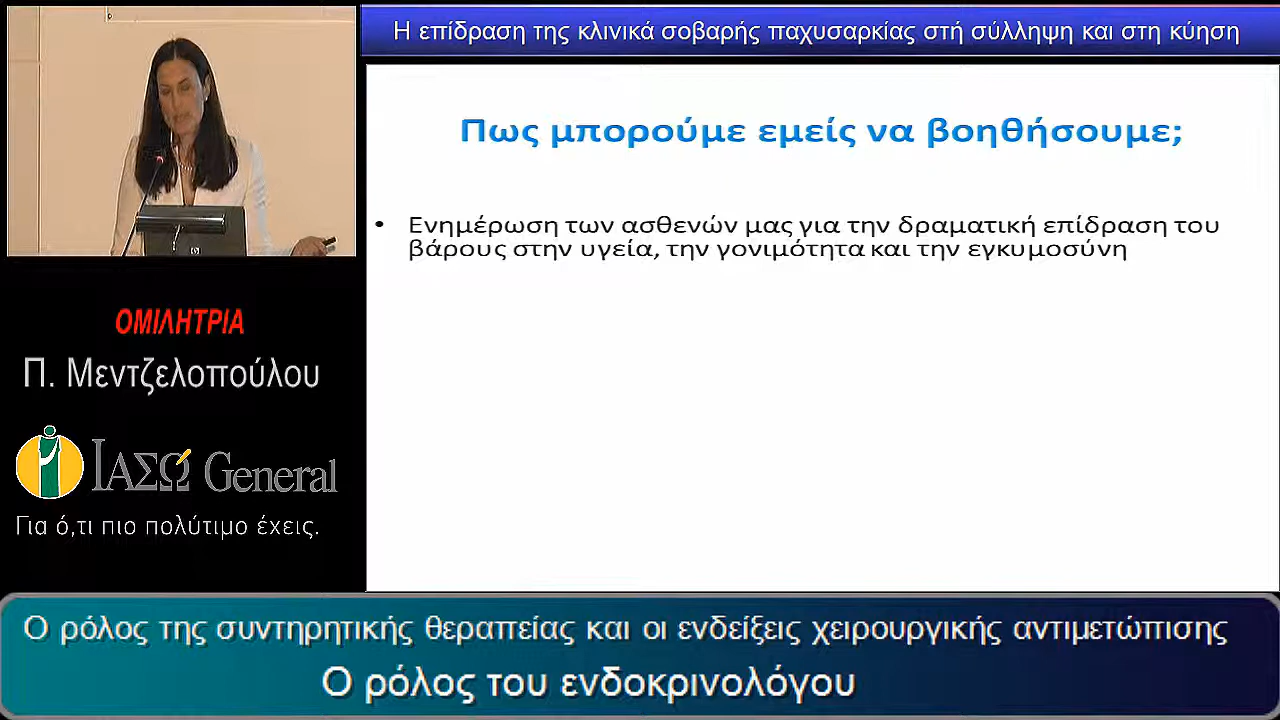 Η επίδραση της κλινικά σοβαρής παχυσαρκίας στή σύλληψη και στη κύηση
Πως μπορούμε εμείς να βοηθήσουμε;
• Ενημέρωση των ασθενών μας για την δραματική επίδραση του
βάρους στην υγεία, την γονιμότητα και την εγκυμοσύνη
ΟΜΙΛΗΤΡΙΑ
Π. Μεντζελοπούλου
ΙΑΣΩ General
Για ό,τι πιο πολύτιμο έχεις.
Ο ρόλος της συντηρητικής θεραπείας και οι ενδείξεις χειρουργικής αντιμετώπισης
Ο ρόλος του ενδοκρινολόγου